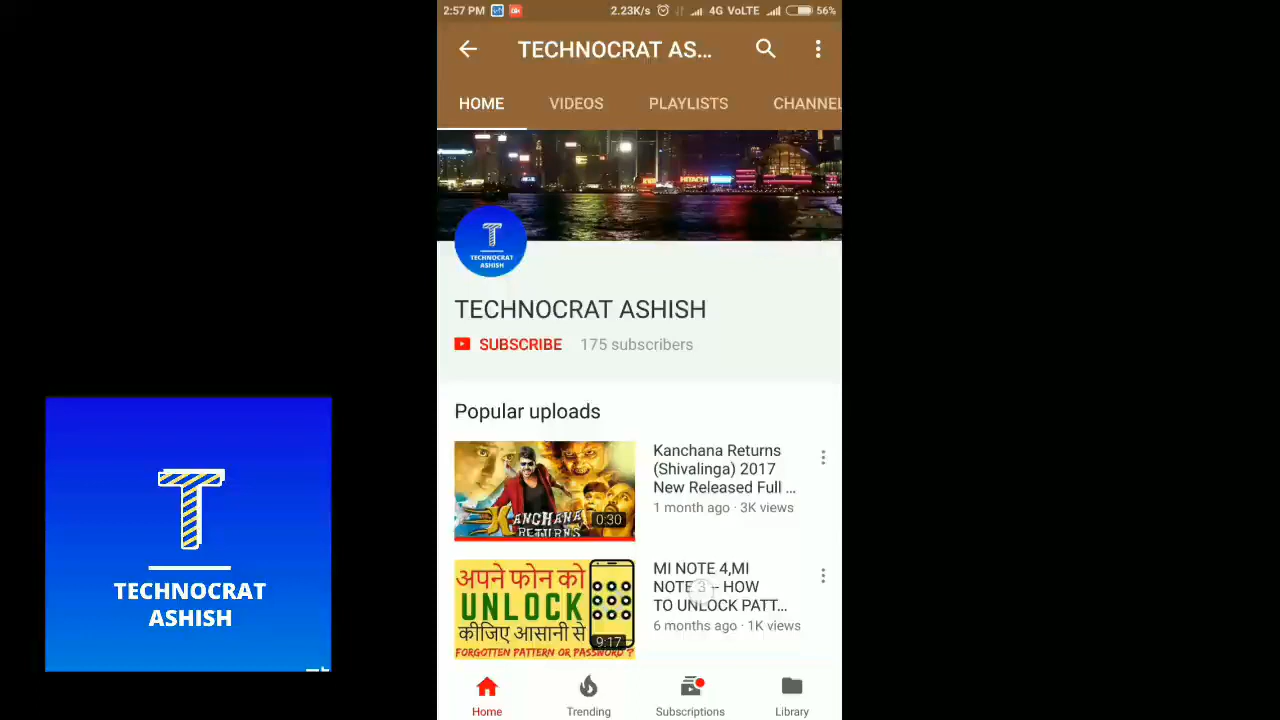 2:57 PM 2.23K/s 4G VoLTE 56%
TECHNOCRAT AS...
HOME VIDEOS PLAYLISTS CHANNEL
HITACHI
T
TECHNOCRAT
ASHISH
TECHNOCRAT ASHISH
SUBSCRIBE 175 subscribers
Popular uploads
KANCHANA
RETURNS
0:30
Kanchana Returns
(Shivalinga) 2017
New Released Full ...
1 month ago · 3K views
अपने फोन को
UNLOCK
कीजिए आसानी से
FORGOTTEN PATTERN OR PASSWORD ?
9:17
MI NOTE 4,MI
NOTE 3 -- HOW
TO UNLOCK PATT...
6 months ago · 1K views
Home Trending Subscriptions Library
T
TECHNOCRAT
ASHISH